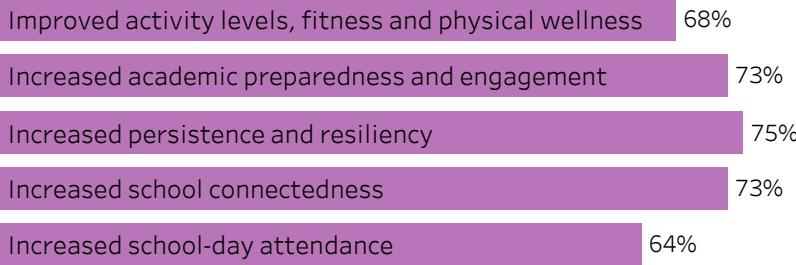 Improved activity levels, fitness and physical wellness 68%
Increased academic preparedness and engagement 73%
Increased persistence and resiliency 75%
Increased school connectedness 73%
Increased school-day attendance 64%